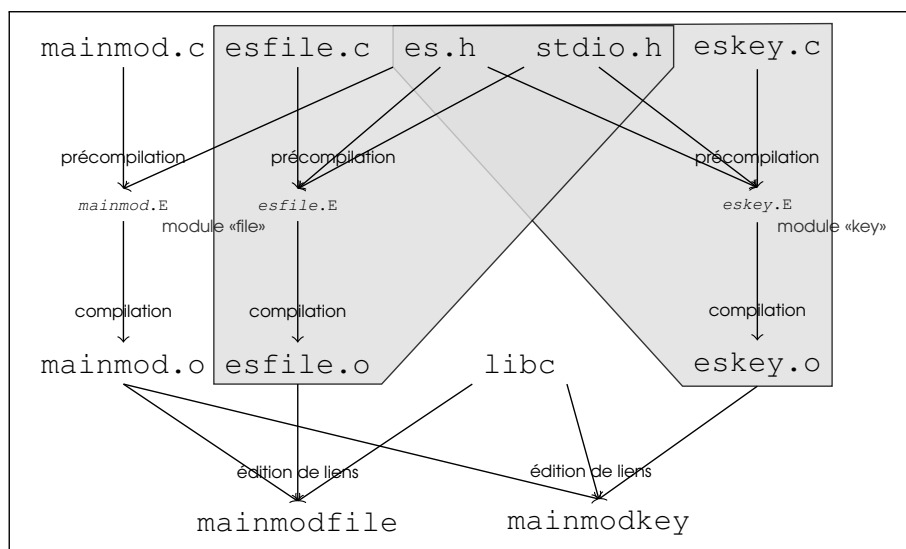 mainmod.c esfile.c es.h stdio.h eskey.c
précompilation précompilation précompilation
mainmod.E esfile.E eskey.E
module «file» module «key»
compilation compilation compilation
mainmod.o esfile.o libc eskey.o
édition de liens édition de liens
mainmodfile mainmodkey